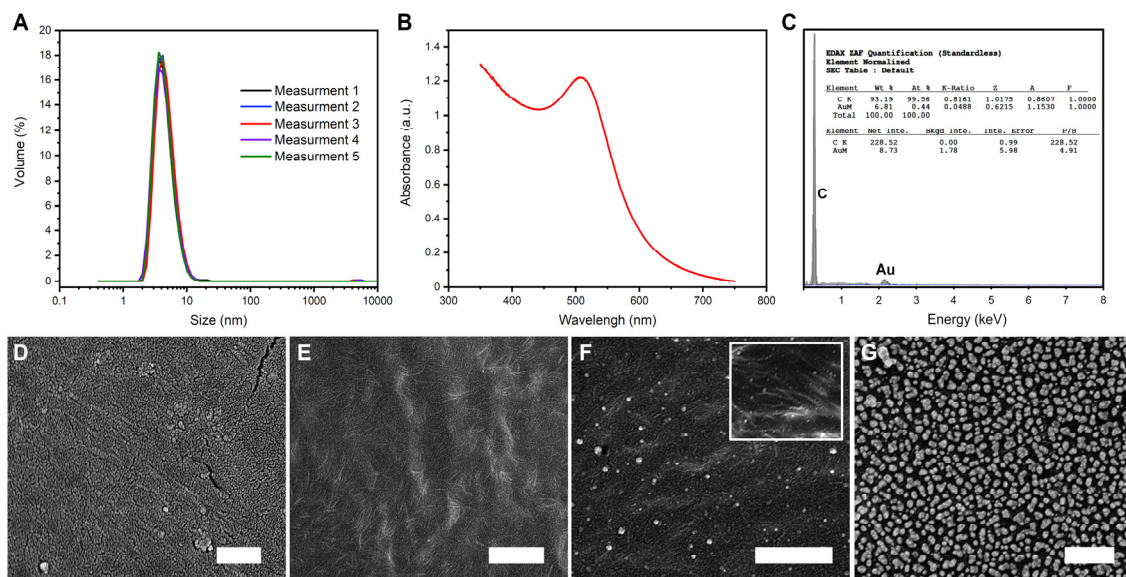 A
Volume (%)
20
18
16
14
12
10
8
6
4
2
0
0.1
1
10
100
1000
10000
Size (nm)
Measurment 1
Measurment 2
Measurment 3
Measurment 4
Measurment 5
B
Absorbance (a.u.)
1.4
1.2
1.0
0.8
0.6
0.4
0.2
0
300
400
500
600
700
800
Wavelengh (nm)
C
EDAX ZAF Quantification (Standardless)
Element Normalized
SEC Table : Default
Element Wt % At % K-Ratio Z A F
C K 93.19 99.56 0.8161 1.0175 0.8607 1.0000
AuM 6.81 0.44 0.0488 0.6215 1.1530 1.0000
Total 100.00 100.00
Element Net Inte. Bkgd Inte. Inte. Error P/B
C K 228.52 0.00 0.99 228.52
AuM 8.73 1.78 5.98 4.91
C
Au
1
2
3
4
5
6
7
8
Energy (keV)
D
E
F
G